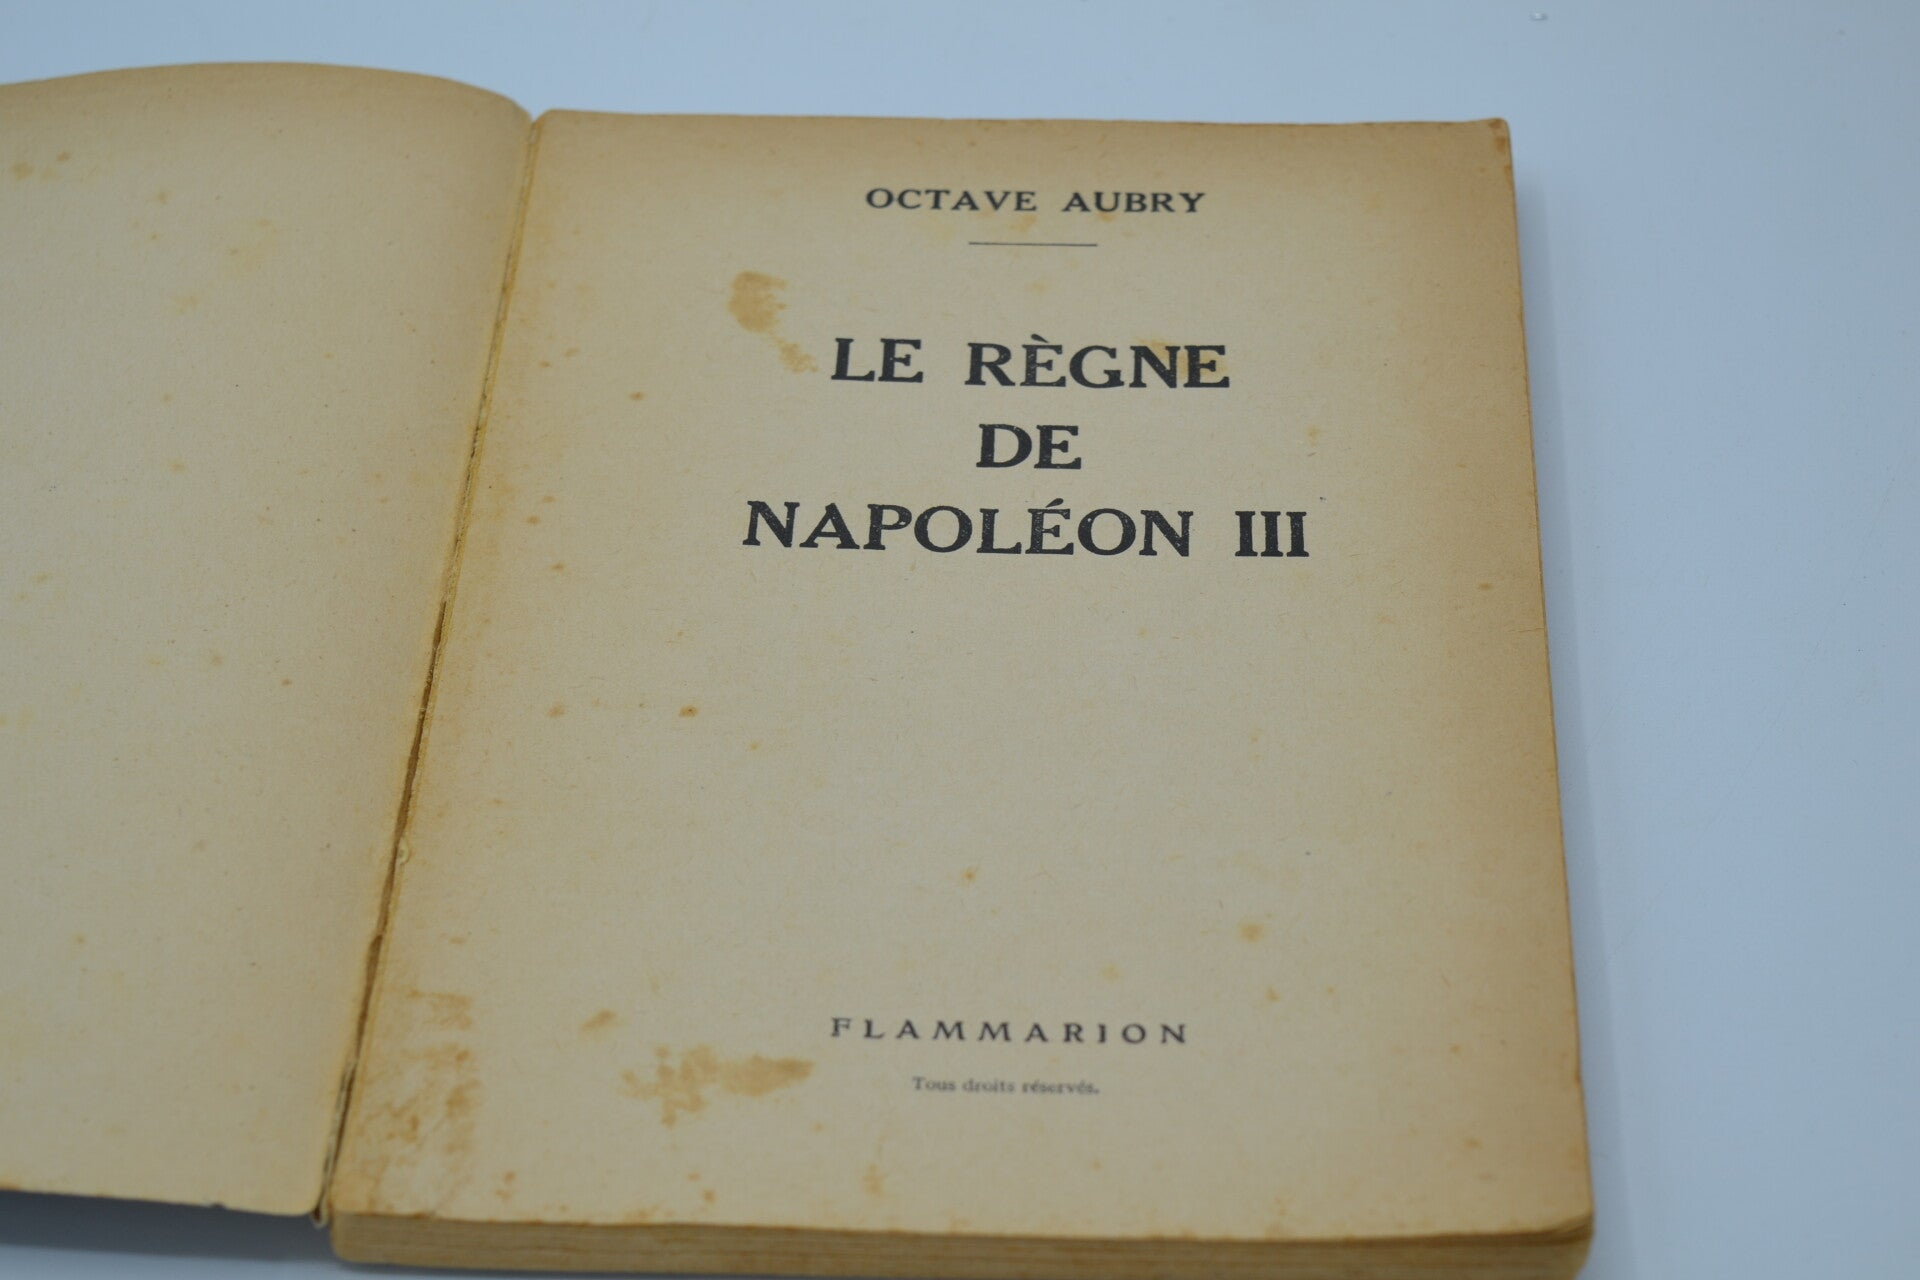 OCTAVE AUBRY
LE RÈGNE
DE
NAPOLÉON III
FLAMMARION
Tous droits réservés.